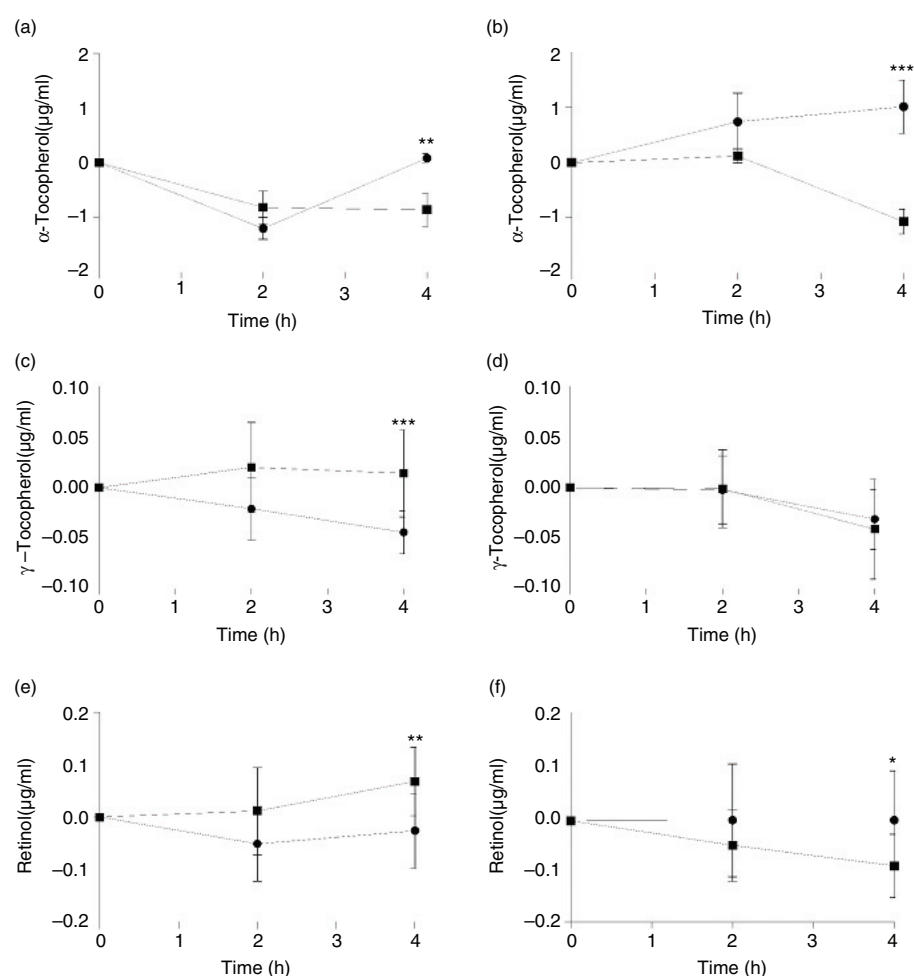 (a)
α-Tocopherol(µg/ml)
2
1
0
–1
–2
**
0 1 2 3 4
Time (h)
(b)
α-Tocopherol(µg/ml)
2
1
0
–1
–2
***
0 1 2 3 4
Time (h)
(c)
γ –Tocopherol(µg/ml)
0.10
0.05
0.00
–0.05
–0.10
***
0 1 2 3 4
Time (h)
(d)
γ-Tocopherol(µg/ml)
0.10
0.05
0.00
–0.05
–0.10
0 1 2 3 4
Time (h)
(e)
Retinol(µg/ml)
0.2
0.1
0.0
–0.1
–0.2
**
0 1 2 3 4
Time (h)
(f)
Retinol(µg/ml)
0.2
0.1
0.0
–0.1
–0.2
*
0 1 2 3 4
Time (h)